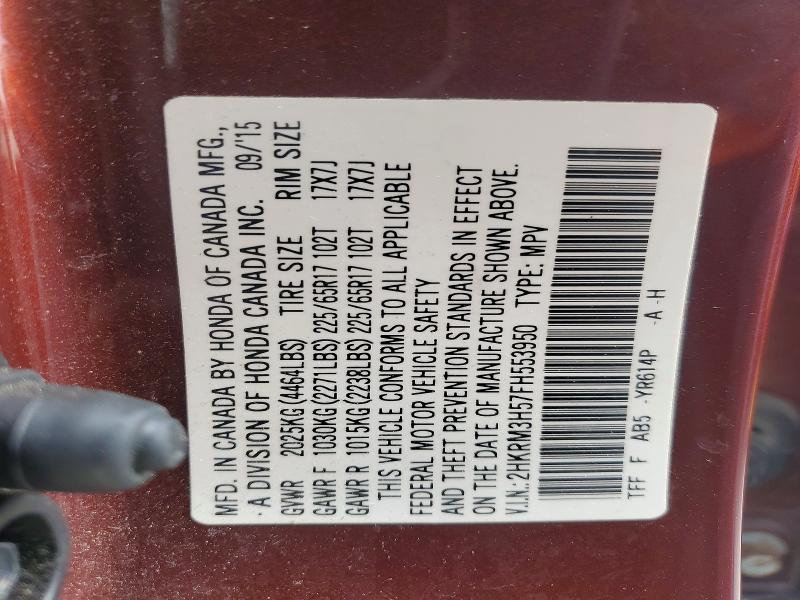 MFD. IN CANADA BY HONDA OF CANADA MFG.,
A DIVISION OF HONDA CANADA INC. 09/'15
GVWR 2025KG(4464LBS) TIRE SIZE RIM SIZE
GAWR F 1030KG(2271LBS) 225/65R17 102T 17X7J
GAWR R 1015KG(2238LBS) 225/65R17 102T 17X7J
THIS VEHICLE CONFORMS TO ALL APPLICABLE
FEDERAL MOTOR VEHICLE SAFETY
AND THEFT PREVENTION STANDARDS IN EFFECT
ON THE DATE OF MANUFACTURE SHOWN ABOVE.
V.I.N.:2HKRM3H57FH553950 TYPE: MPV
TFF F AB5 -YR614P -A -H